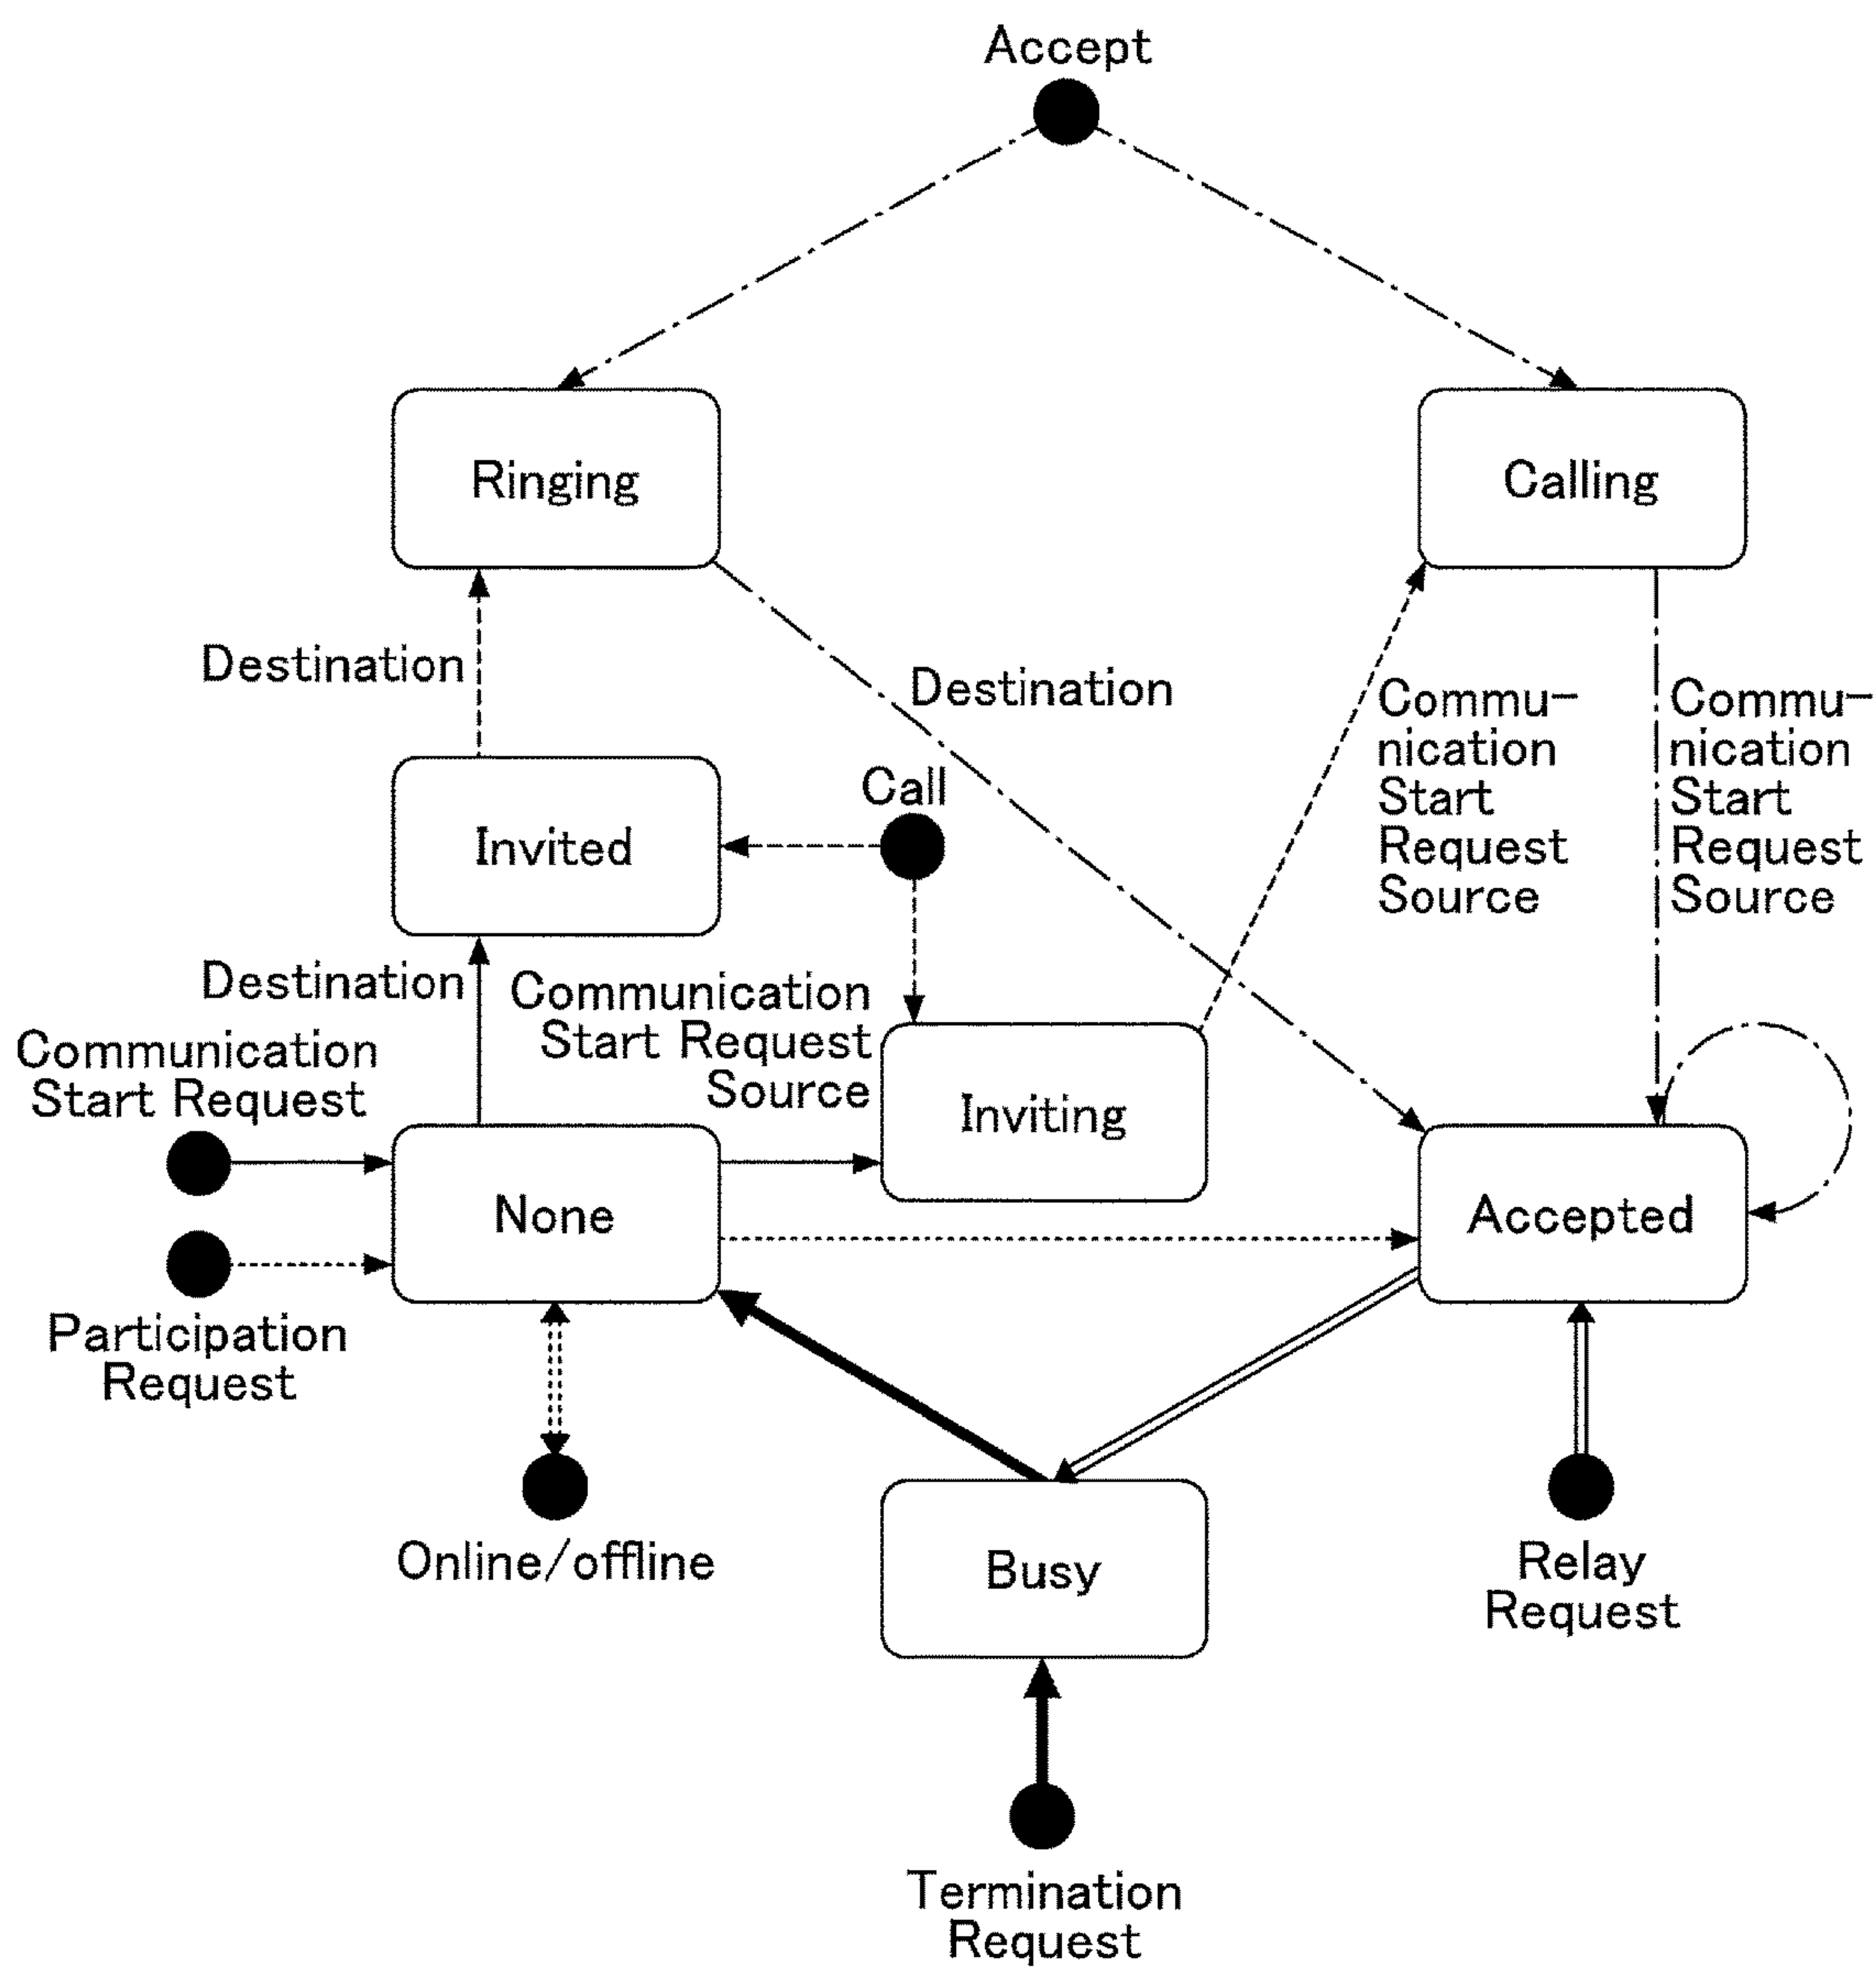 Accept
Ringing
Calling
Destination
Destination
Commu-
nication
Start
Request
Source
Commu-
nication
Start
Request
Source
Call
Invited
Destination
Communication
Start Request
Source
Communication
Start Request
Inviting
None
Accepted
Participation
Request
Online/offline
Busy
Relay
Request
Termination
Request